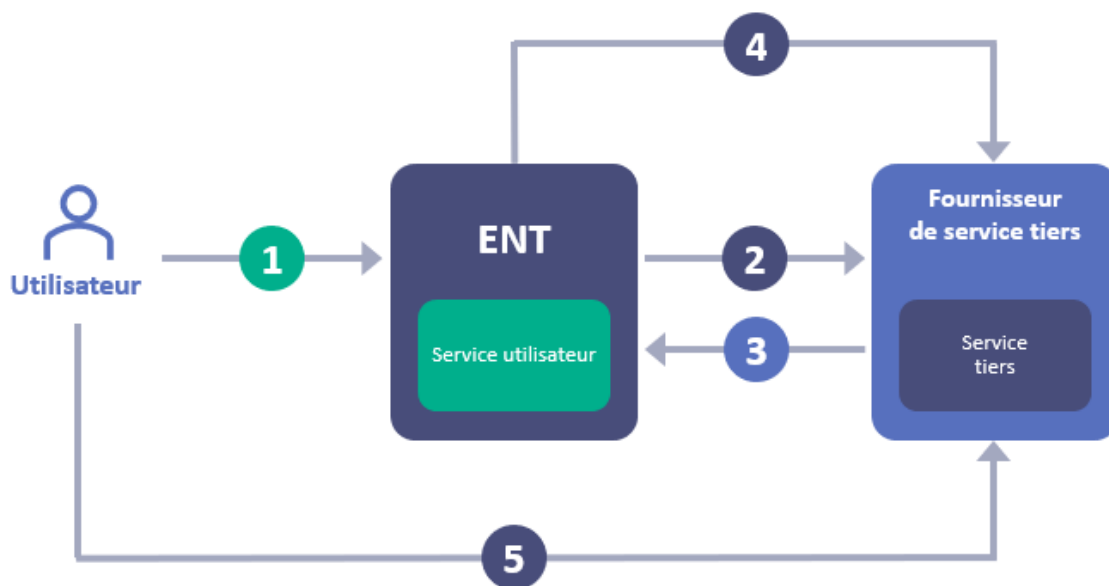 4
Fournisseur
de service tiers
ENT
1
2
Utilisateur
Service utilisateur
3
Service
tiers
5